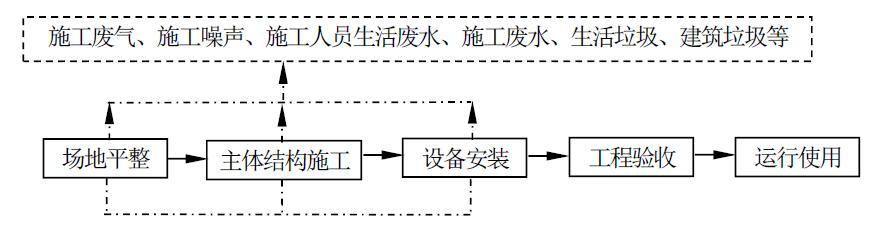 施工废气、施工噪声、施工人员生活废水、施工废水、生活垃圾、建筑垃圾等
场地平整
主体结构施工
设备安装
工程验收
运行使用